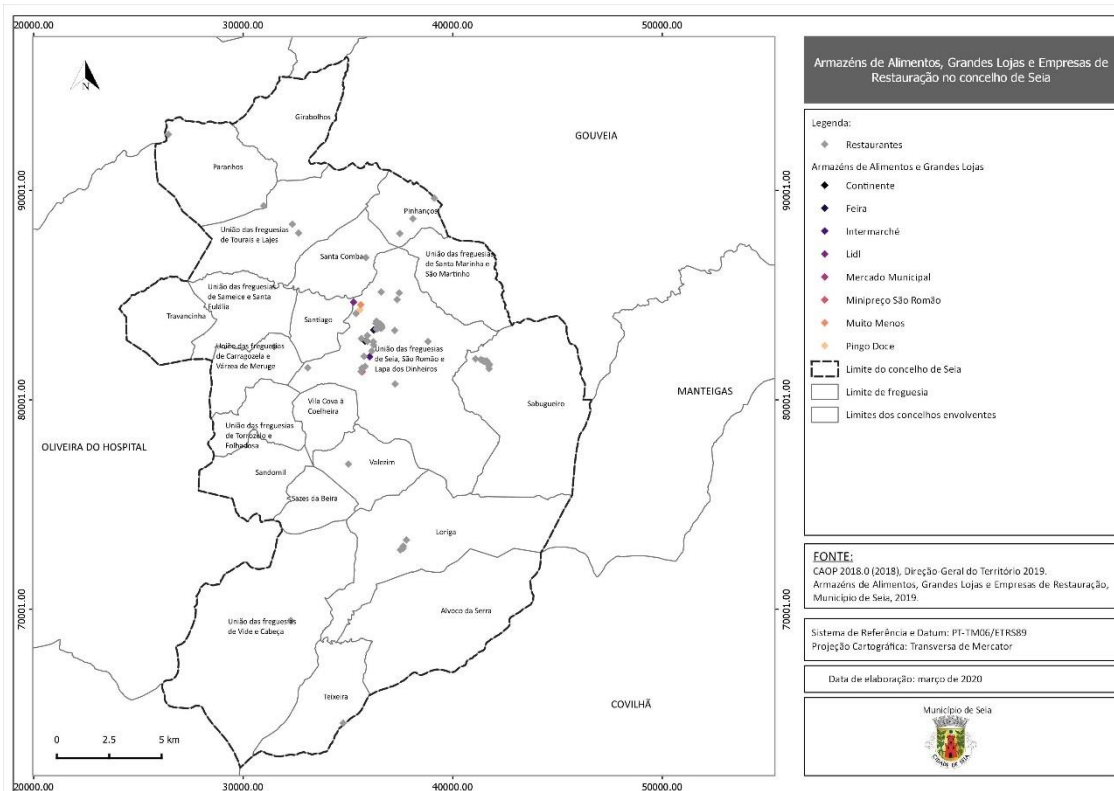 20000.00
30000.00
40000.00
50000.00
90001.00
80001.00
70001.00
90001.00
80001.00
70001.00
N
Girabolhos
GOUVEIA
Paranhos
Pinhanços
União das freguesias
de Tourais e Lajes
Santa Comba
União das freguesias
de Santa Marinha e
São Martinho
União das freguesias
de Sameice e Santa
Eulália
Travancinha
Santiago
União das freguesias
de Carragozela e
Várzea de Meruge
União das freguesias
de Seia, São Romão e
Lapa dos Dinheiros
MANTEIGAS
Sabugueiro
Vila Cova à
Coelheira
União das freguesias
de Torrozelo e
Folhadosa
OLIVEIRA DO HOSPITAL
Valezim
Sandomil
Sazes da Beira
Loriga
Alvoco da Serra
União das freguesias
de Vide e Cabeça
Teixeira
COVILHÃ
0 2.5 5 km
20000.00
30000.00
40000.00
50000.00
Armazéns de Alimentos, Grandes Lojas e Empresas de
Restauração no concelho de Seia
Legenda:
Restaurantes
Armazéns de Alimentos e Grandes Lojas
Continente
Feira
Intermarché
Lidl
Mercado Municipal
Minipreço São Romão
Muito Menos
Pingo Doce
Limite do concelho de Seia
Limite de freguesia
Limites dos concelhos envolventes
FONTE:
CAOP 2018.0 (2018), Direção-Geral do Território 2019.
Armazéns de Alimentos, Grandes Lojas e Empresas de Restauração,
Município de Seia, 2019.
Sistema de Referência e Datum: PT-TM06/ETRS89
Projeção Cartográfica: Transversa de Mercator
Data de elaboração: março de 2020
Município de Seia
CIDADE DE SEIA